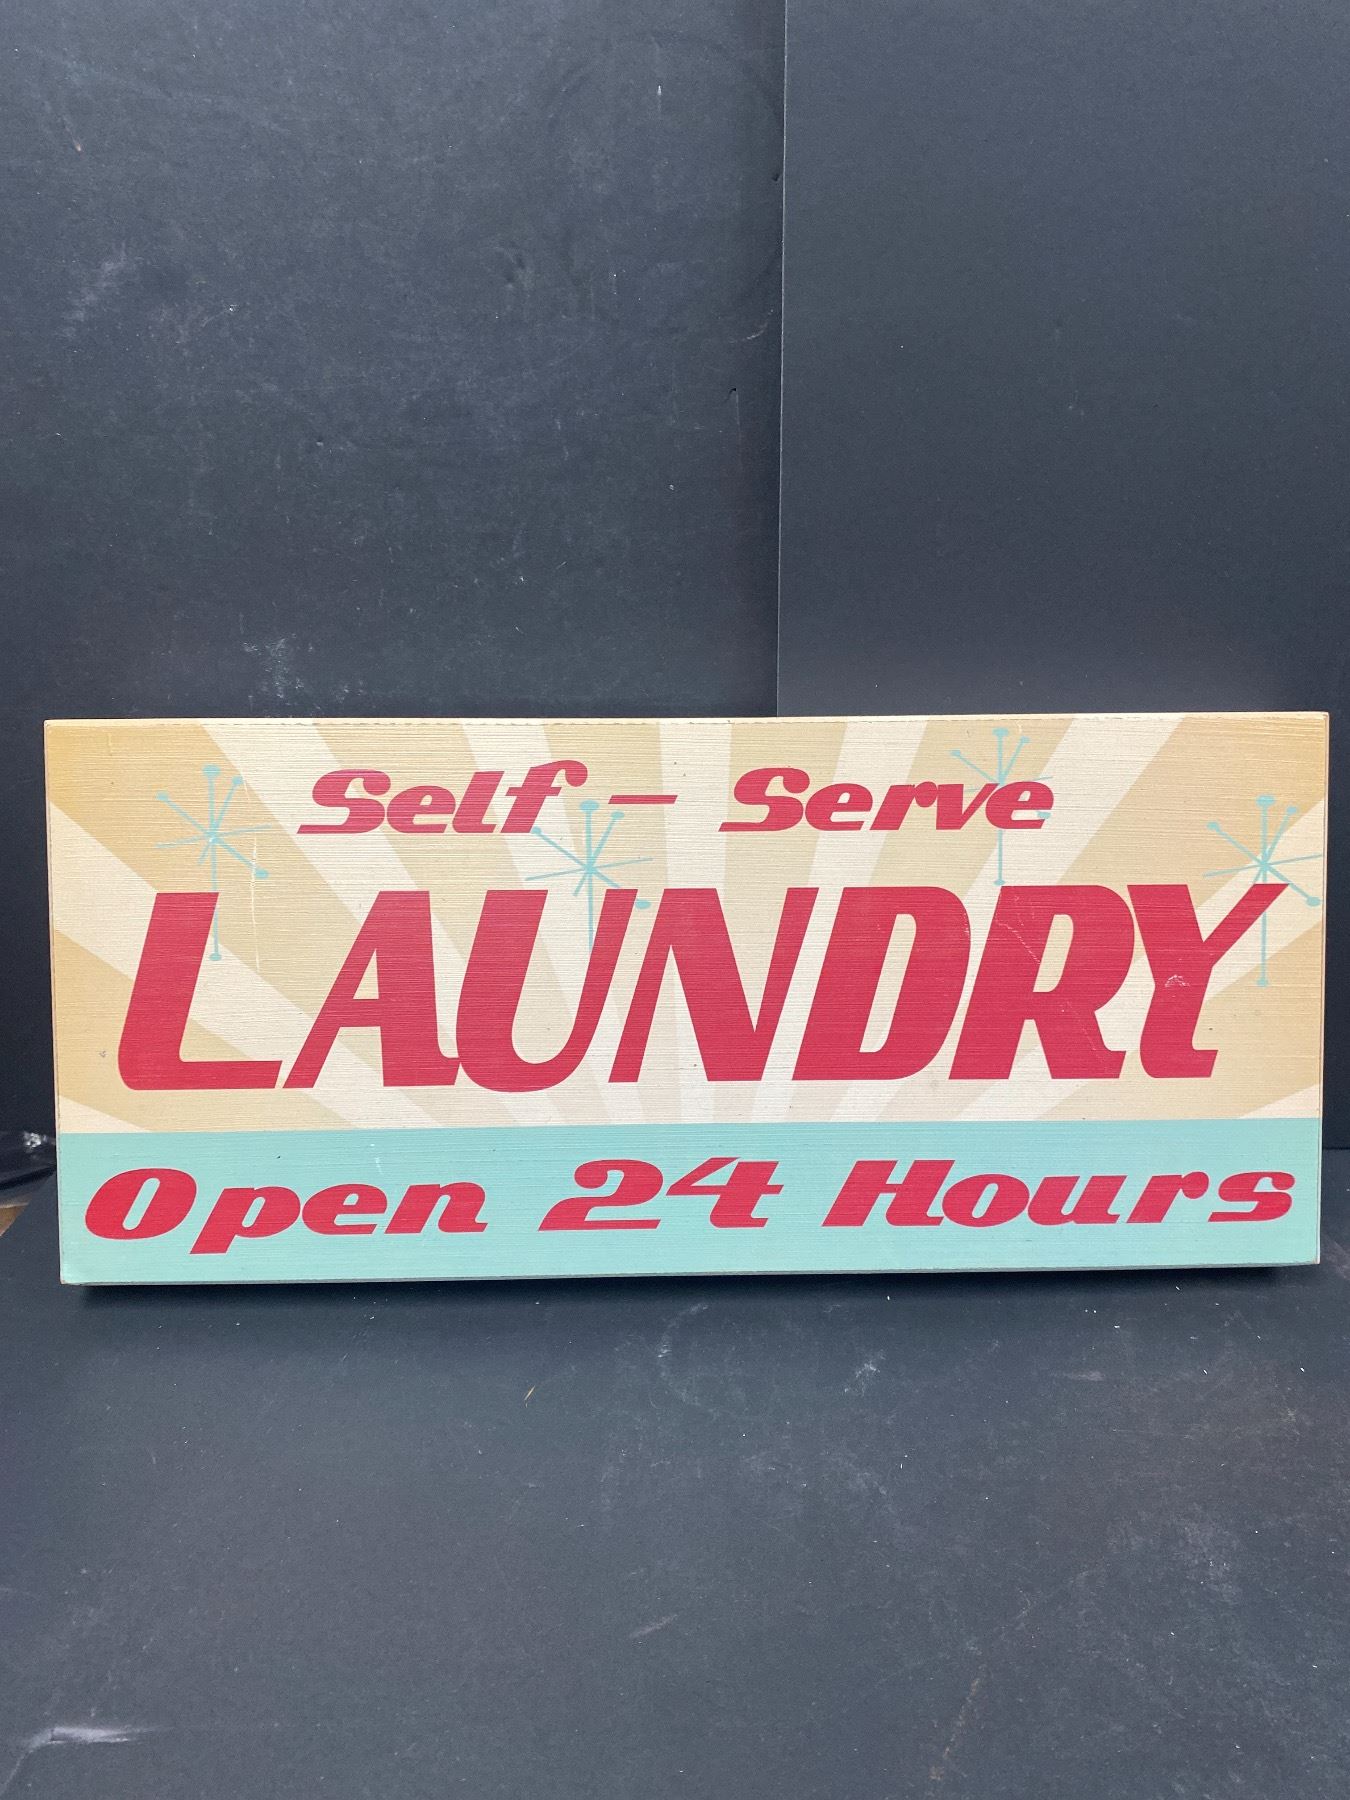 Self - Serve
LAUNDRY
Open 24 Hours